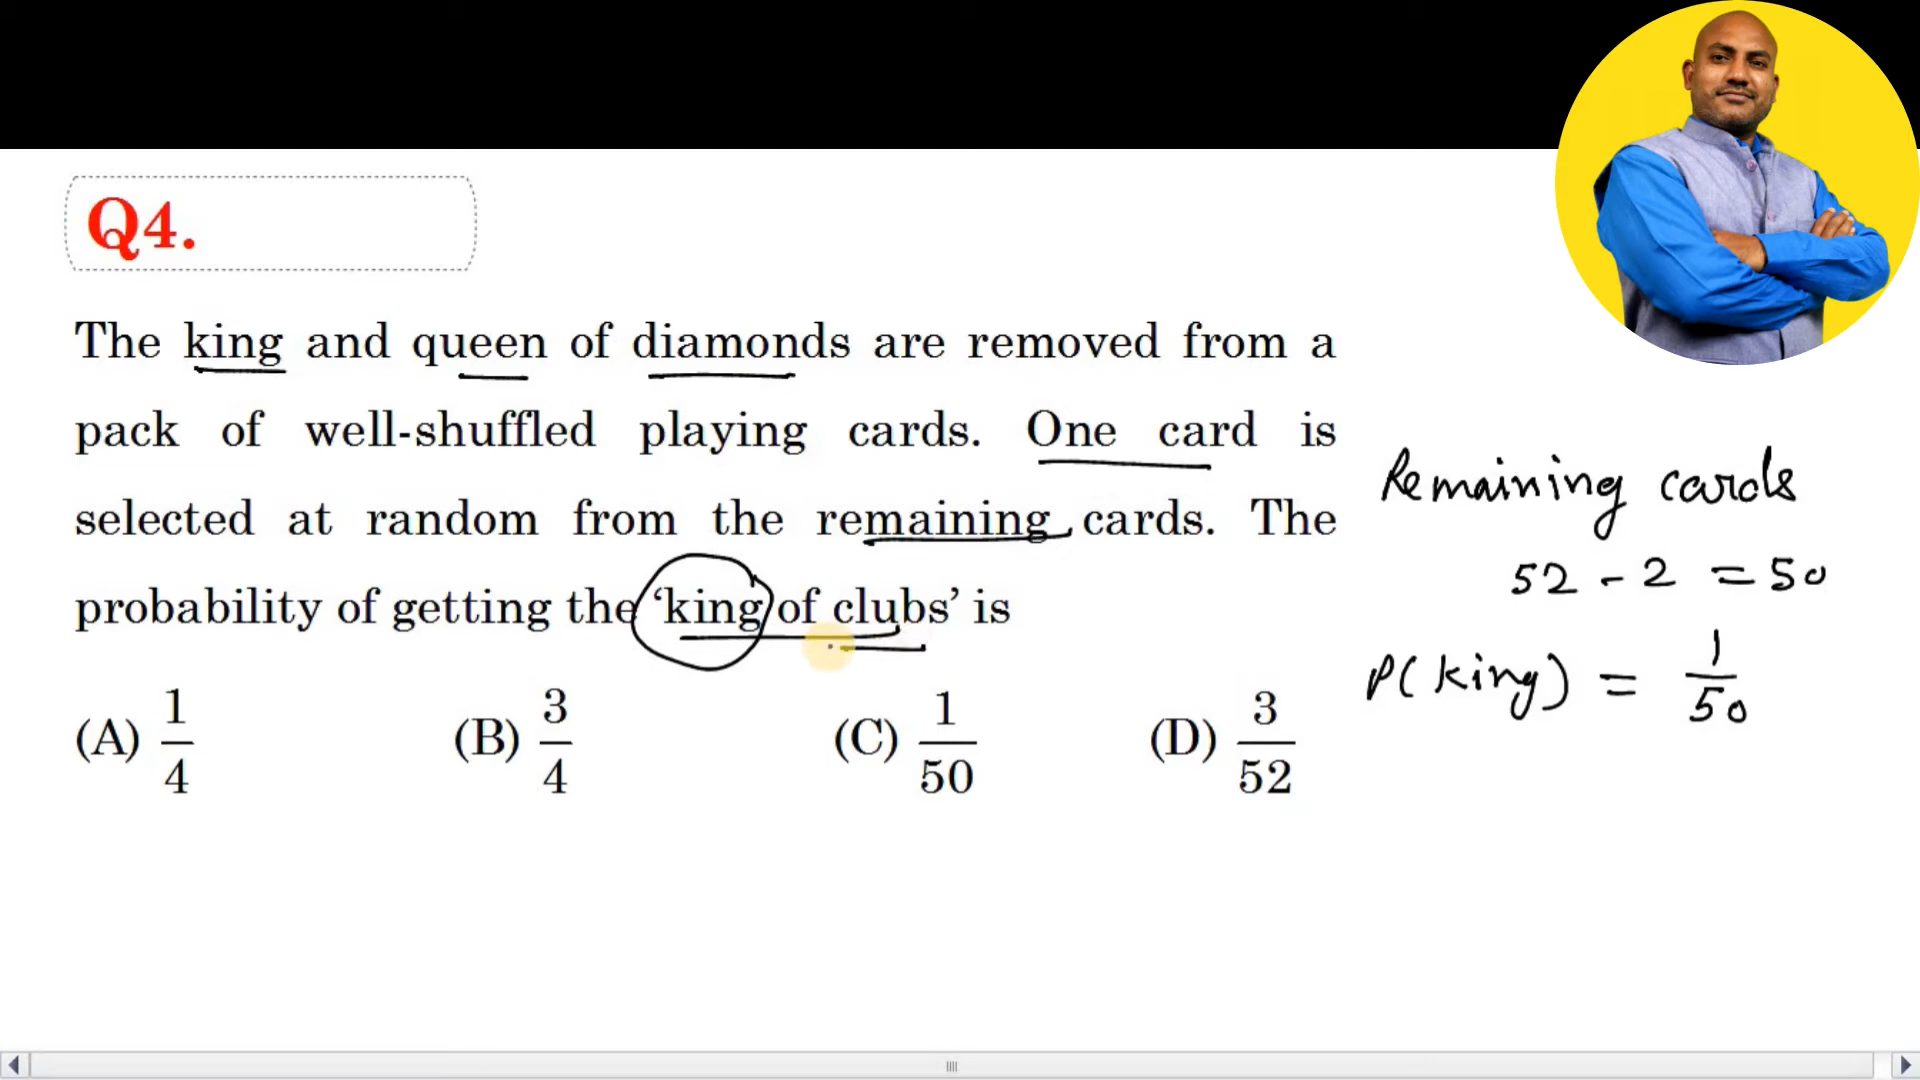 Q4.
The king and queen of diamonds are removed from a
pack of well-shuffled playing cards. One card is
selected at random from the remaining cards. The
probability of getting the ‘king of clubs’ is
(A) 1/4 (B) 3/4 (C) 1/50 (D) 3/52
Remaining cards
52 - 2 = 50
P(king) = 1/50